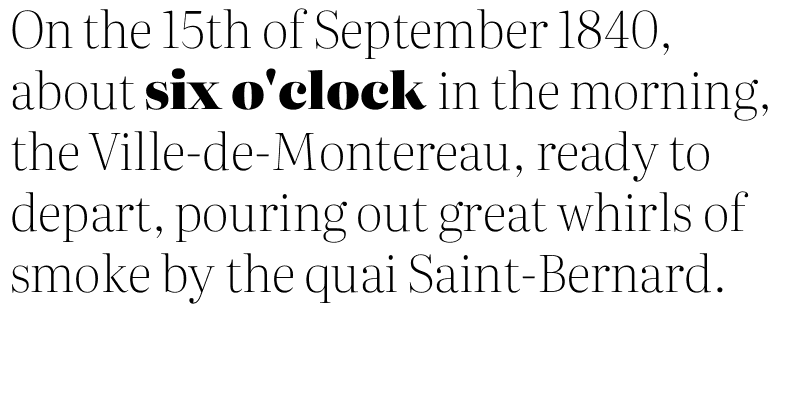 On the 15th of September 1840,
about six o'clock in the morning,
the Ville-de-Montereau, ready to
depart, pouring out great whirls of
smoke by the quai Saint-Bernard.